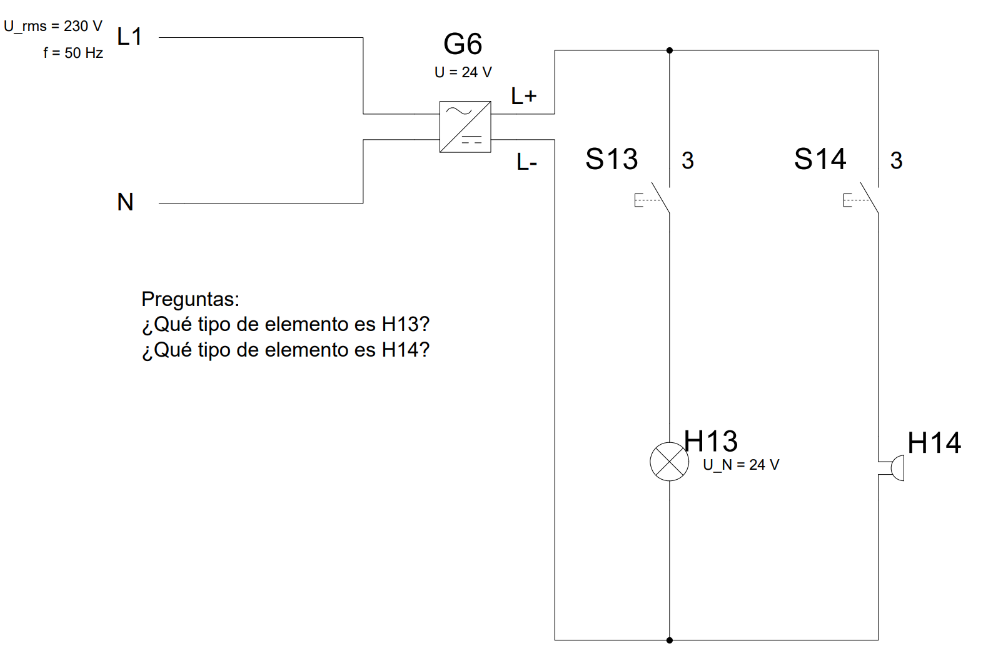 U_rms = 230 V
f = 50 Hz
L1
G6
U = 24 V
L+
L-
N
S13
3
S14
3
Preguntas:
¿Qué tipo de elemento es H13?
¿Qué tipo de elemento es H14?
H13
U_N = 24 V
H14